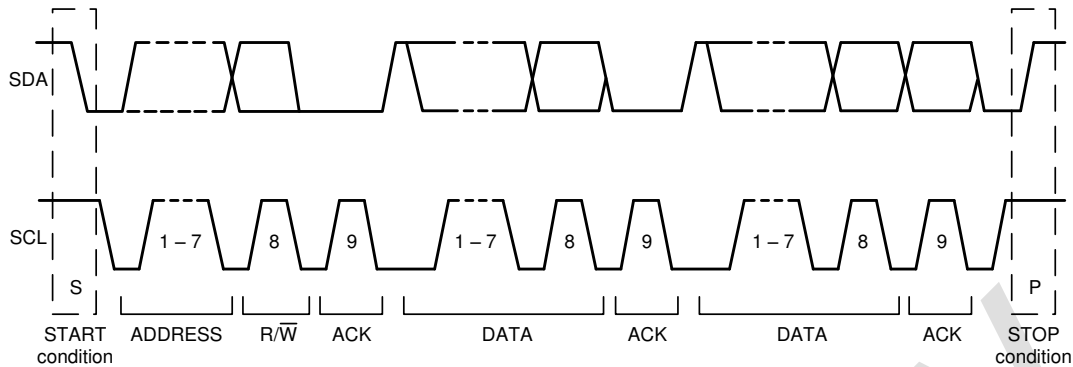 SDA
SCL
1 – 7 8 9 1 – 7 8 9 1 – 7 8 9
S P
START condition ADDRESS R/W̅ ACK DATA ACK DATA ACK STOP condition